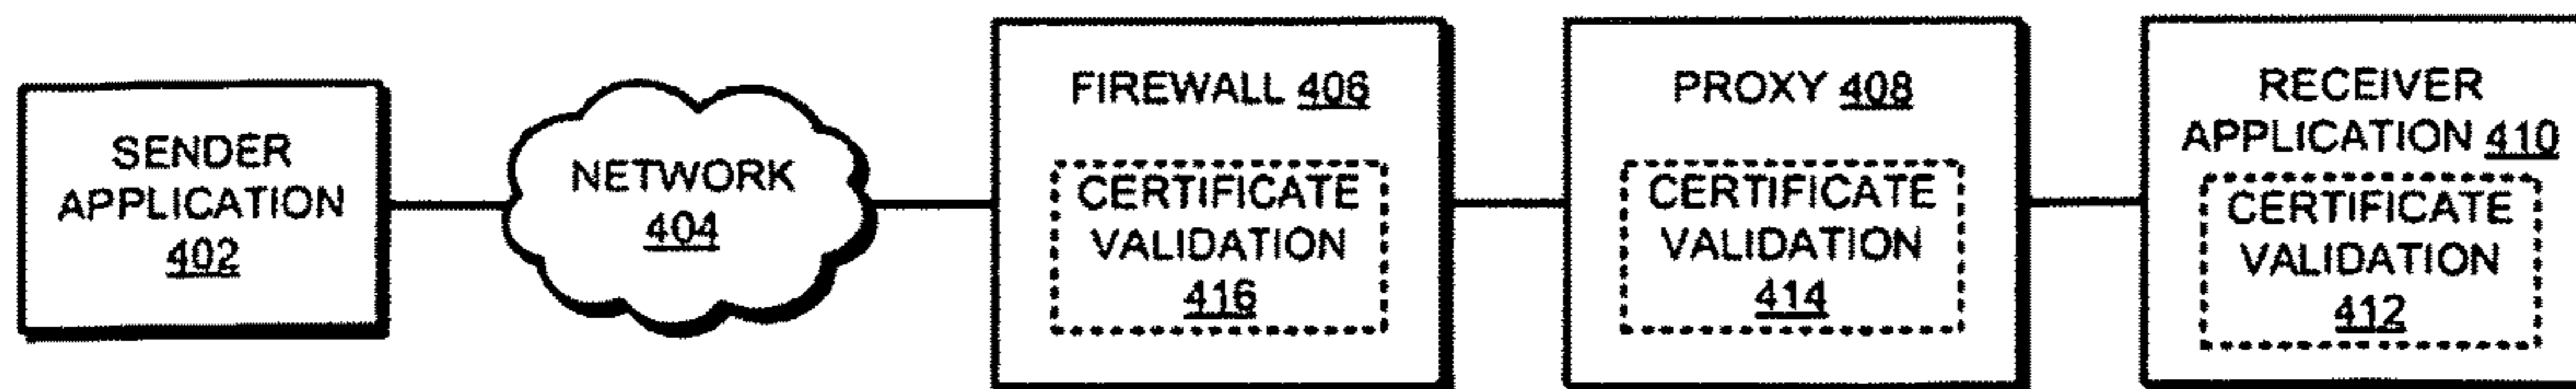 SENDER
APPLICATION
402
NETWORK
404
FIREWALL 406
CERTIFICATE
VALIDATION
416
PROXY 408
CERTIFICATE
VALIDATION
414
RECEIVER
APPLICATION 410
CERTIFICATE
VALIDATION
412